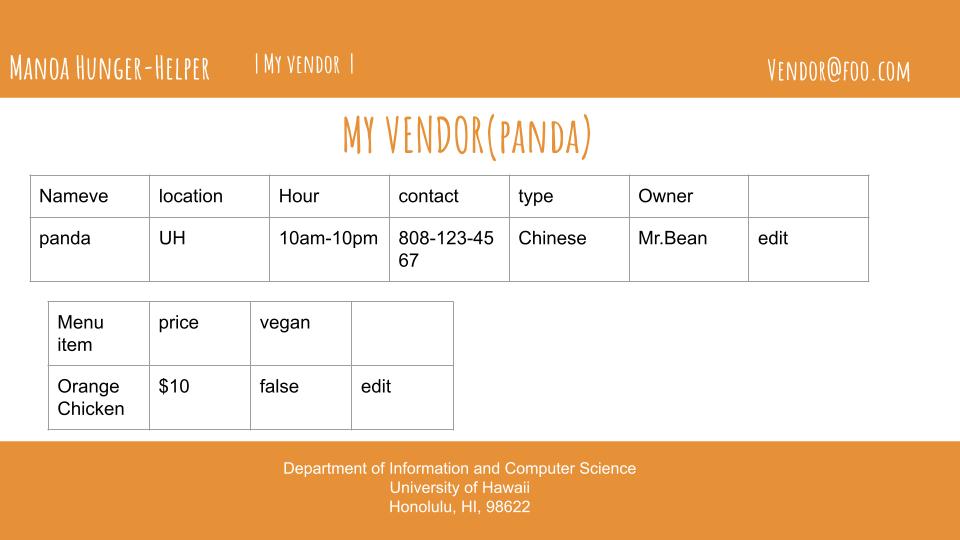 Manoa Hunger-Helper | My vendor | Vendor@foo.com
MY VENDOR(panda)
Nameve location Hour contact type Owner
panda UH 10am-10pm 808-123-45 Chinese Mr.Bean edit
67
Menu price vegan
item
Orange $10 false edit
Chicken
Department of Information and Computer Science
University of Hawaii
Honolulu, HI, 98622